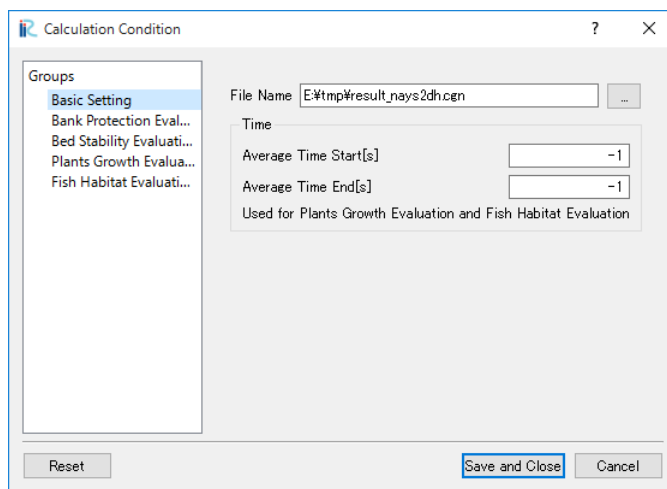 Calculation Condition
?
Groups
Basic Setting
Bank Protection Eval...
Bed Stability Evaluati...
Plants Growth Evalua...
Fish Habitat Evaluati...
File Name E:¥tmp¥result_nays2dh.cgn ...
Time
Average Time Start[s] -1
Average Time End[s] -1
Used for Plants Growth Evaluation and Fish Habitat Evaluation
Reset Save and Close Cancel